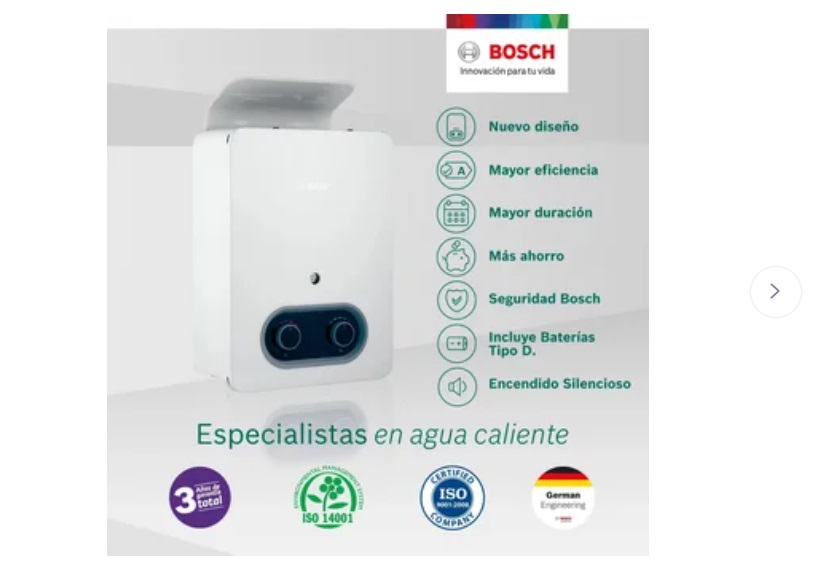 BOSCH
Innovación para tu vida
Nuevo diseño
A
Mayor eficiencia
Mayor duración
Más ahorro
Seguridad Bosch
Incluye Baterías
Tipo D.
Encendido Silencioso
Especialistas en agua caliente
3 Años de
garantía
total
ENVIRONMENTAL MANAGEMENT SYSTEM
ISO 14001
CERTIFIED
ISO
9001:2008
COMPANY
German
Engineering